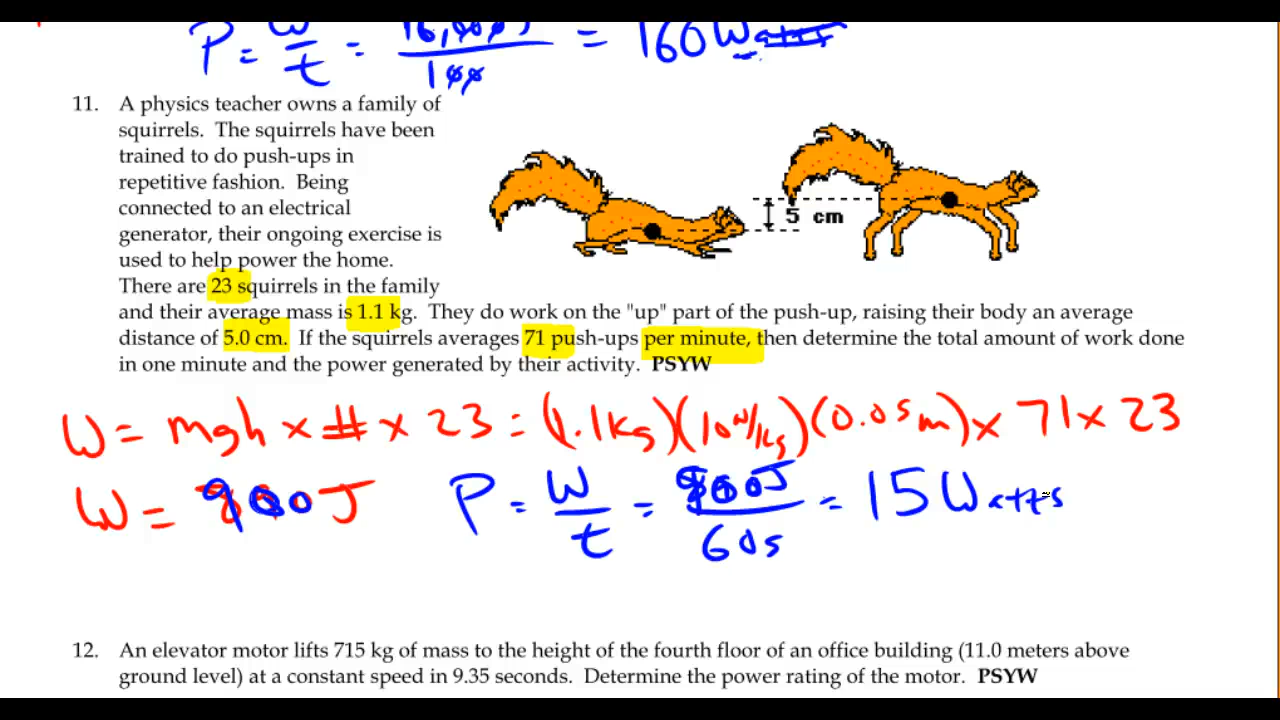 P = W/t = 16,000J/100 = 160 Watts
11. A physics teacher owns a family of
squirrels. The squirrels have been
trained to do push-ups in
repetitive fashion. Being
connected to an electrical
generator, their ongoing exercise is
used to help power the home.
There are 23 squirrels in the family
and their average mass is 1.1 kg. They do work on the "up" part of the push-up, raising their body an average
distance of 5.0 cm. If the squirrels averages 71 push-ups per minute, then determine the total amount of work done
in one minute and the power generated by their activity. PSYW
5 cm
W = mgh x # x 23 = (1.1kg)(10 N/kg)(0.05m) x 71 x 23
W = 900J
P = W/t = 900J/60s = 15 Watts
12. An elevator motor lifts 715 kg of mass to the height of the fourth floor of an office building (11.0 meters above
ground level) at a constant speed in 9.35 seconds. Determine the power rating of the motor. PSYW